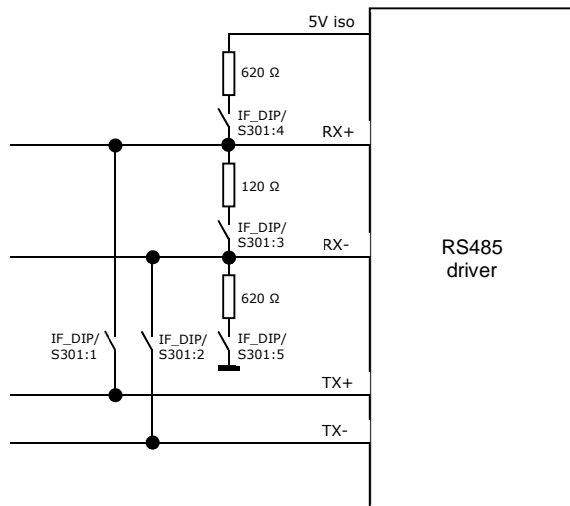 5V iso
620 Ω
IF_DIP/
S301:4
RX+
120 Ω
IF_DIP/
S301:3
RX-
RS485
driver
620 Ω
IF_DIP/
S301:1
IF_DIP/
S301:2
IF_DIP/
S301:5
TX+
TX-